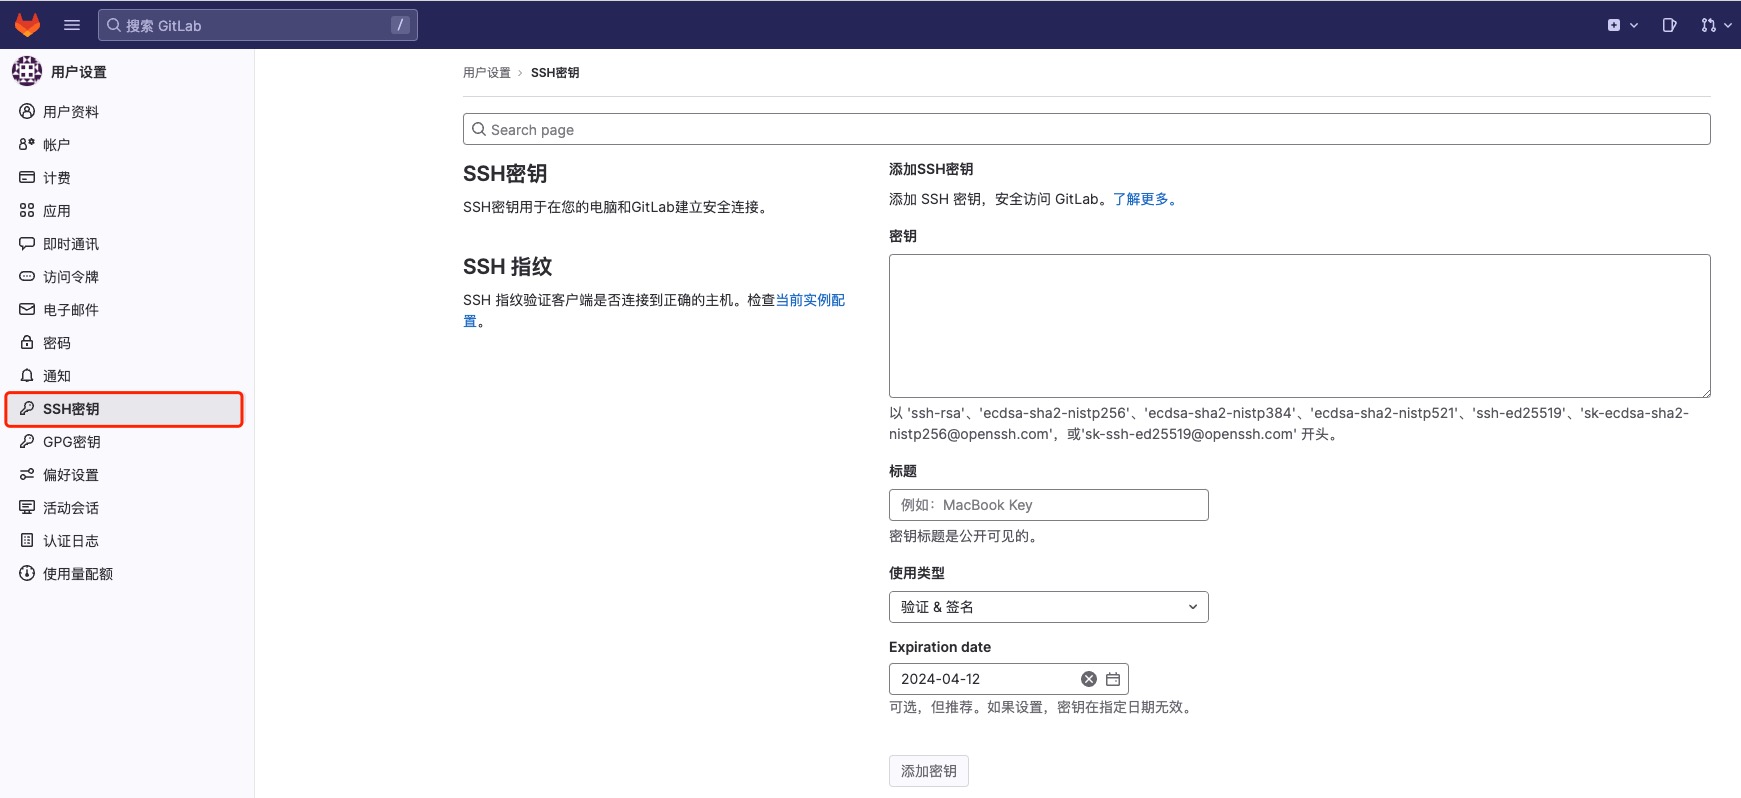 搜索 GitLab
/
用户设置
用户资料
帐户
计费
应用
即时通讯
访问令牌
电子邮件
密码
通知
SSH密钥
GPG密钥
偏好设置
活动会话
认证日志
使用量配额
用户设置 › SSH密钥
Search page
SSH密钥
SSH密钥用于在您的电脑和GitLab建立安全连接。
SSH 指纹
SSH 指纹验证客户端是否连接到正确的主机。检查当前实例配
置。
添加SSH密钥
添加 SSH 密钥，安全访问 GitLab。了解更多。
密钥
以 'ssh-rsa'、'ecdsa-sha2-nistp256'、'ecdsa-sha2-nistp384'、'ecdsa-sha2-nistp521'、'ssh-ed25519'、'sk-ecdsa-sha2-
nistp256@openssh.com'，或'sk-ssh-ed25519@openssh.com' 开头。
标题
例如：MacBook Key
密钥标题是公开可见的。
使用类型
验证 & 签名
Expiration date
2024-04-12
可选，但推荐。如果设置，密钥在指定日期无效。
添加密钥